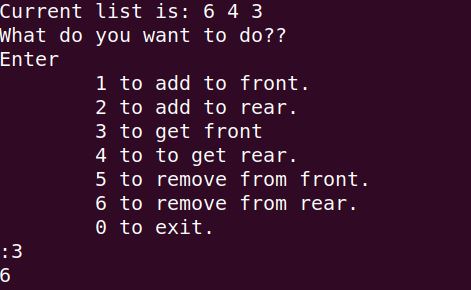 Current list is: 6 4 3
What do you want to do??
Enter
1 to add to front.
2 to add to rear.
3 to get front
4 to to get rear.
5 to remove from front.
6 to remove from rear.
0 to exit.
:3
6